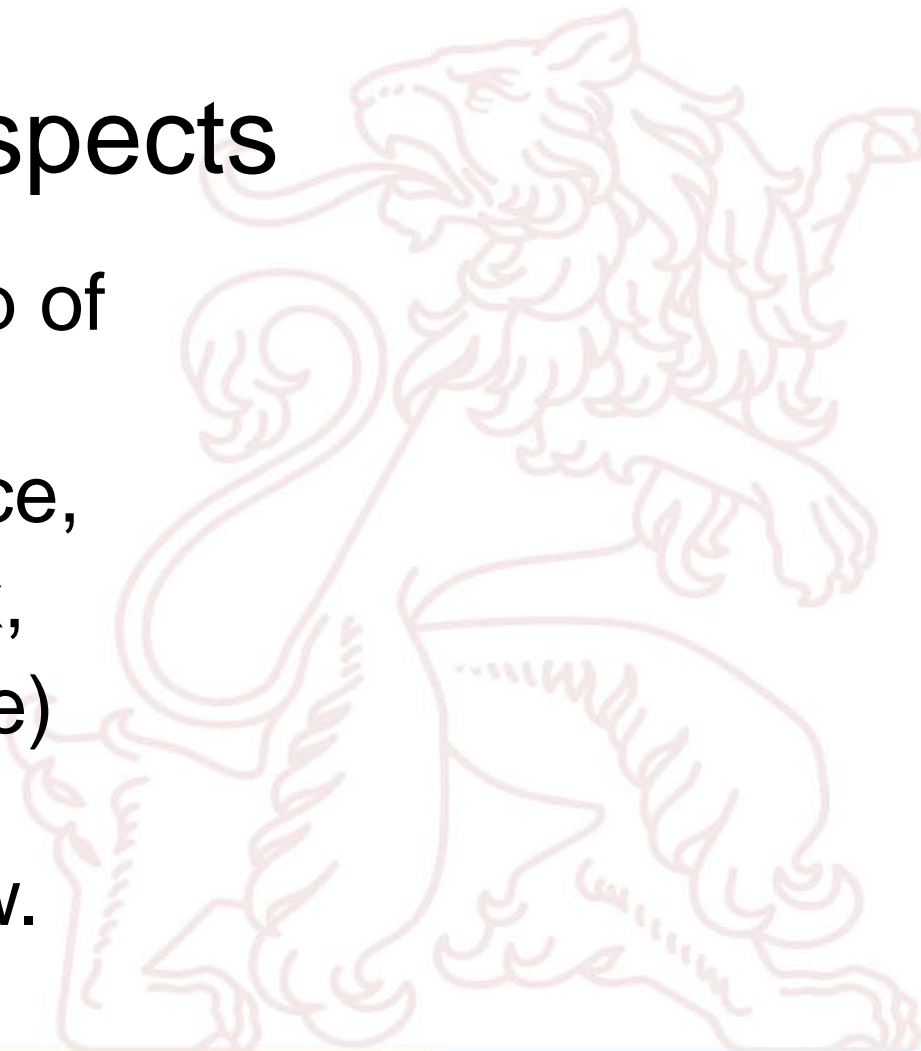 spects
o of
ce,
,
e)
w.